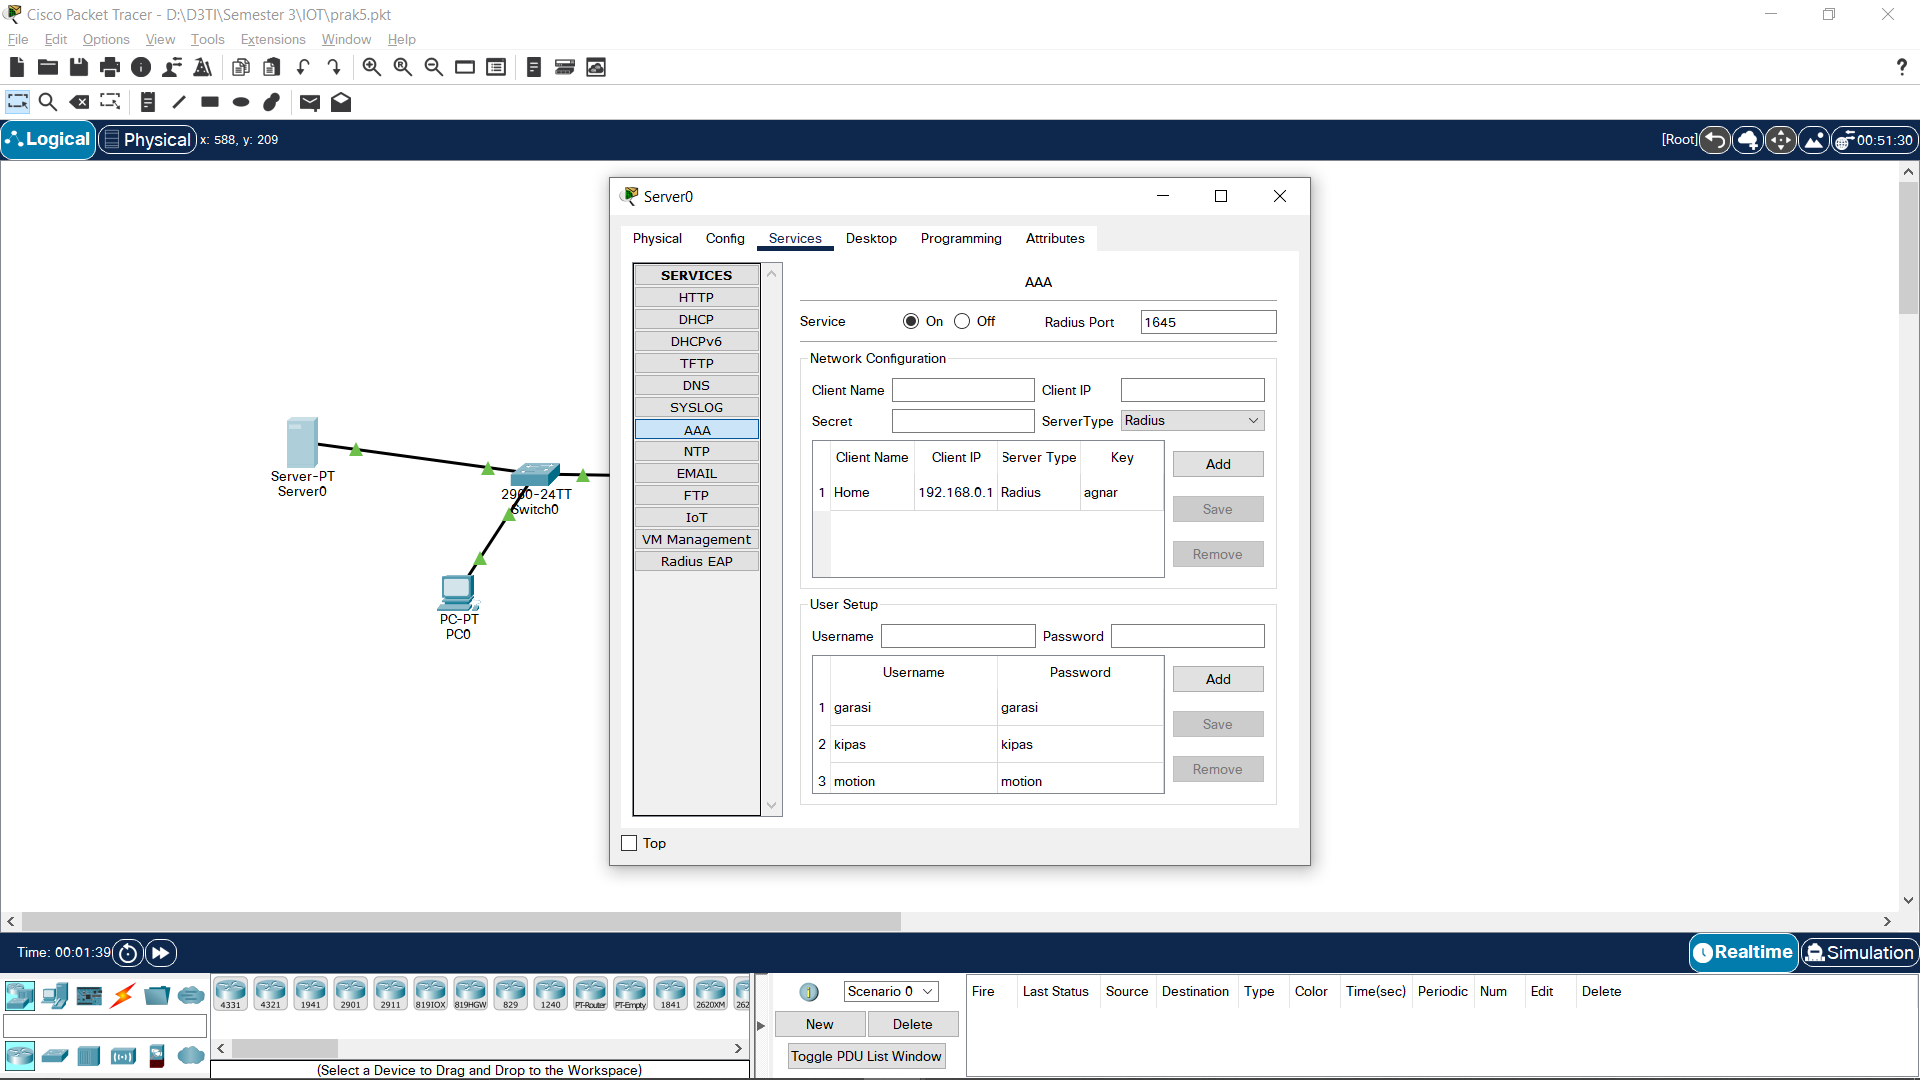 Cisco Packet Tracer - D:\D3TI\Semester 3\IOT\prak5.pkt
File Edit Options View Tools Extensions Window Help
Logical Physical x: 588, y: 209 [Root] 00:51:30
Server0
Physical Config Services Desktop Programming Attributes
SERVICES
HTTP
DHCP
DHCPv6
TFTP
DNS
SYSLOG
AAA
NTP
EMAIL
FTP
IoT
VM Management
Radius EAP
AAA
Service On Off Radius Port 1645
Network Configuration
Client Name Client IP
Secret ServerType Radius
Client Name Client IP Server Type Key
1 Home 192.168.0.1 Radius agnar
Add
Save
Remove
User Setup
Username Password
Username Password
1 garasi garasi
2 kipas kipas
3 motion motion
Add
Save
Remove
Top
Server-PT
Server0
2960-24TT
Switch0
PC-PT
PC0
Time: 00:01:39 Realtime Simulation
4331 4321 1941 2901 2911 819IOX 819HGW 829 1240 PT-Router PT-Empty 1841 2620XM 262
(Select a Device to Drag and Drop to the Workspace)
Scenario 0
New Delete
Toggle PDU List Window
Fire Last Status Source Destination Type Color Time(sec) Periodic Num Edit Delete